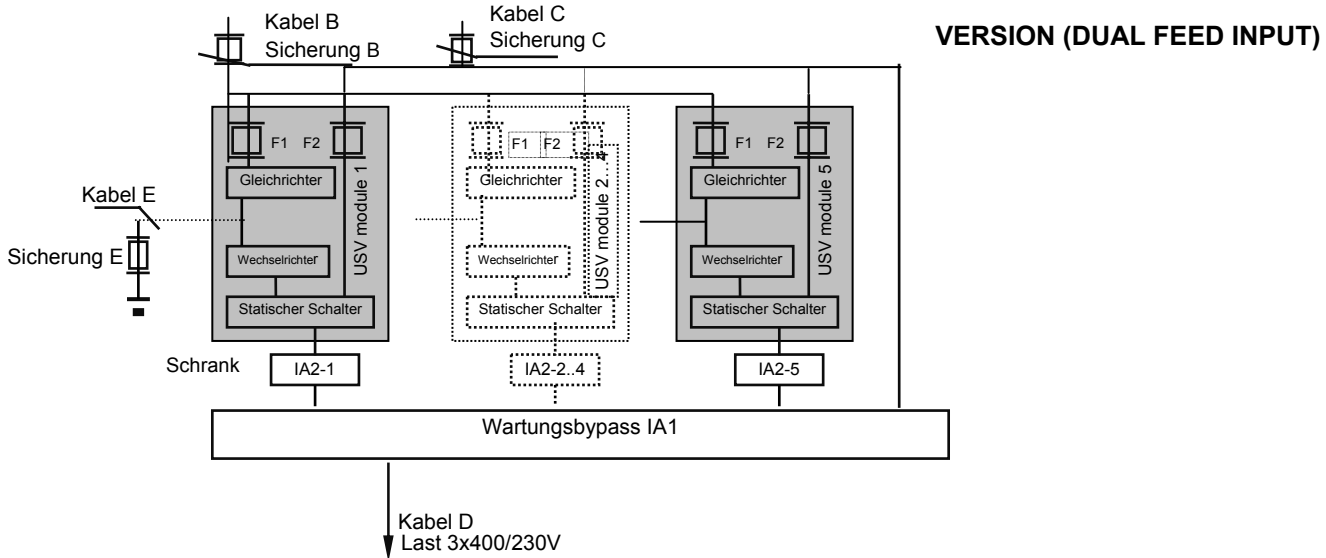 Kabel B
Sicherung B
Kabel C
Sicherung C
VERSION (DUAL FEED INPUT)
F1 F2
Gleichrichter
Wechselrichter
Statischer Schalter
USV module 1
F1 F2
Gleichrichter
Wechselrichter
Statischer Schalter
USV module 2...4
F1 F2
Gleichrichter
Wechselrichter
Statischer Schalter
USV module 5
Kabel E
Sicherung E
Schrank
IA2-1
IA2-2..4
IA2-5
Wartungsbypass IA1
Kabel D
Last 3x400/230V